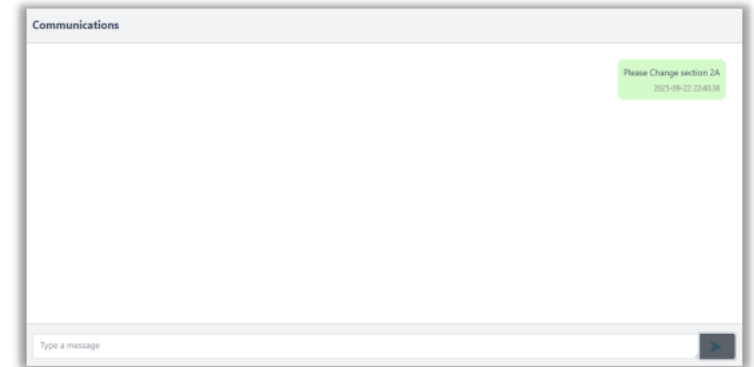 Communications
Please Change section 2A
2025-09-22 22:40:36
Type a message